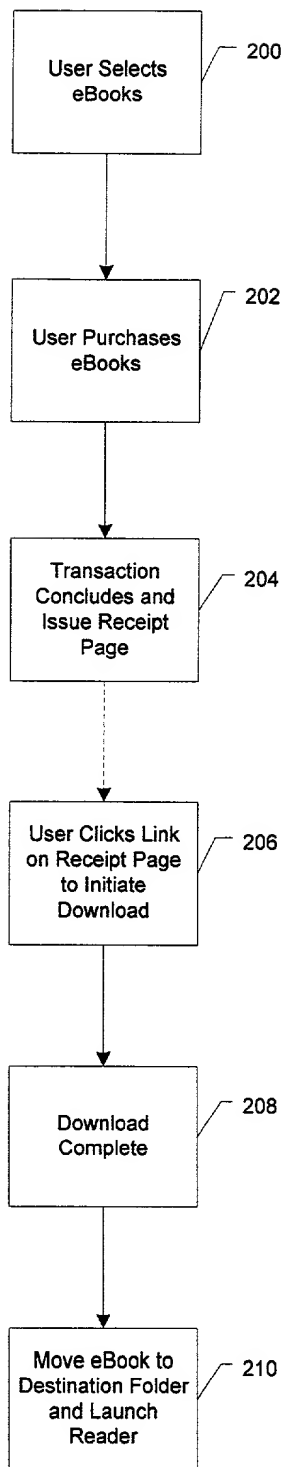 User Selects
eBooks
200
User Purchases
eBooks
202
Transaction
Concludes and
Issue Receipt
Page
204
User Clicks Link
on Receipt Page
to Initiate
Download
206
Download
Complete
208
Move eBook to
Destination Folder
and Launch
Reader
210